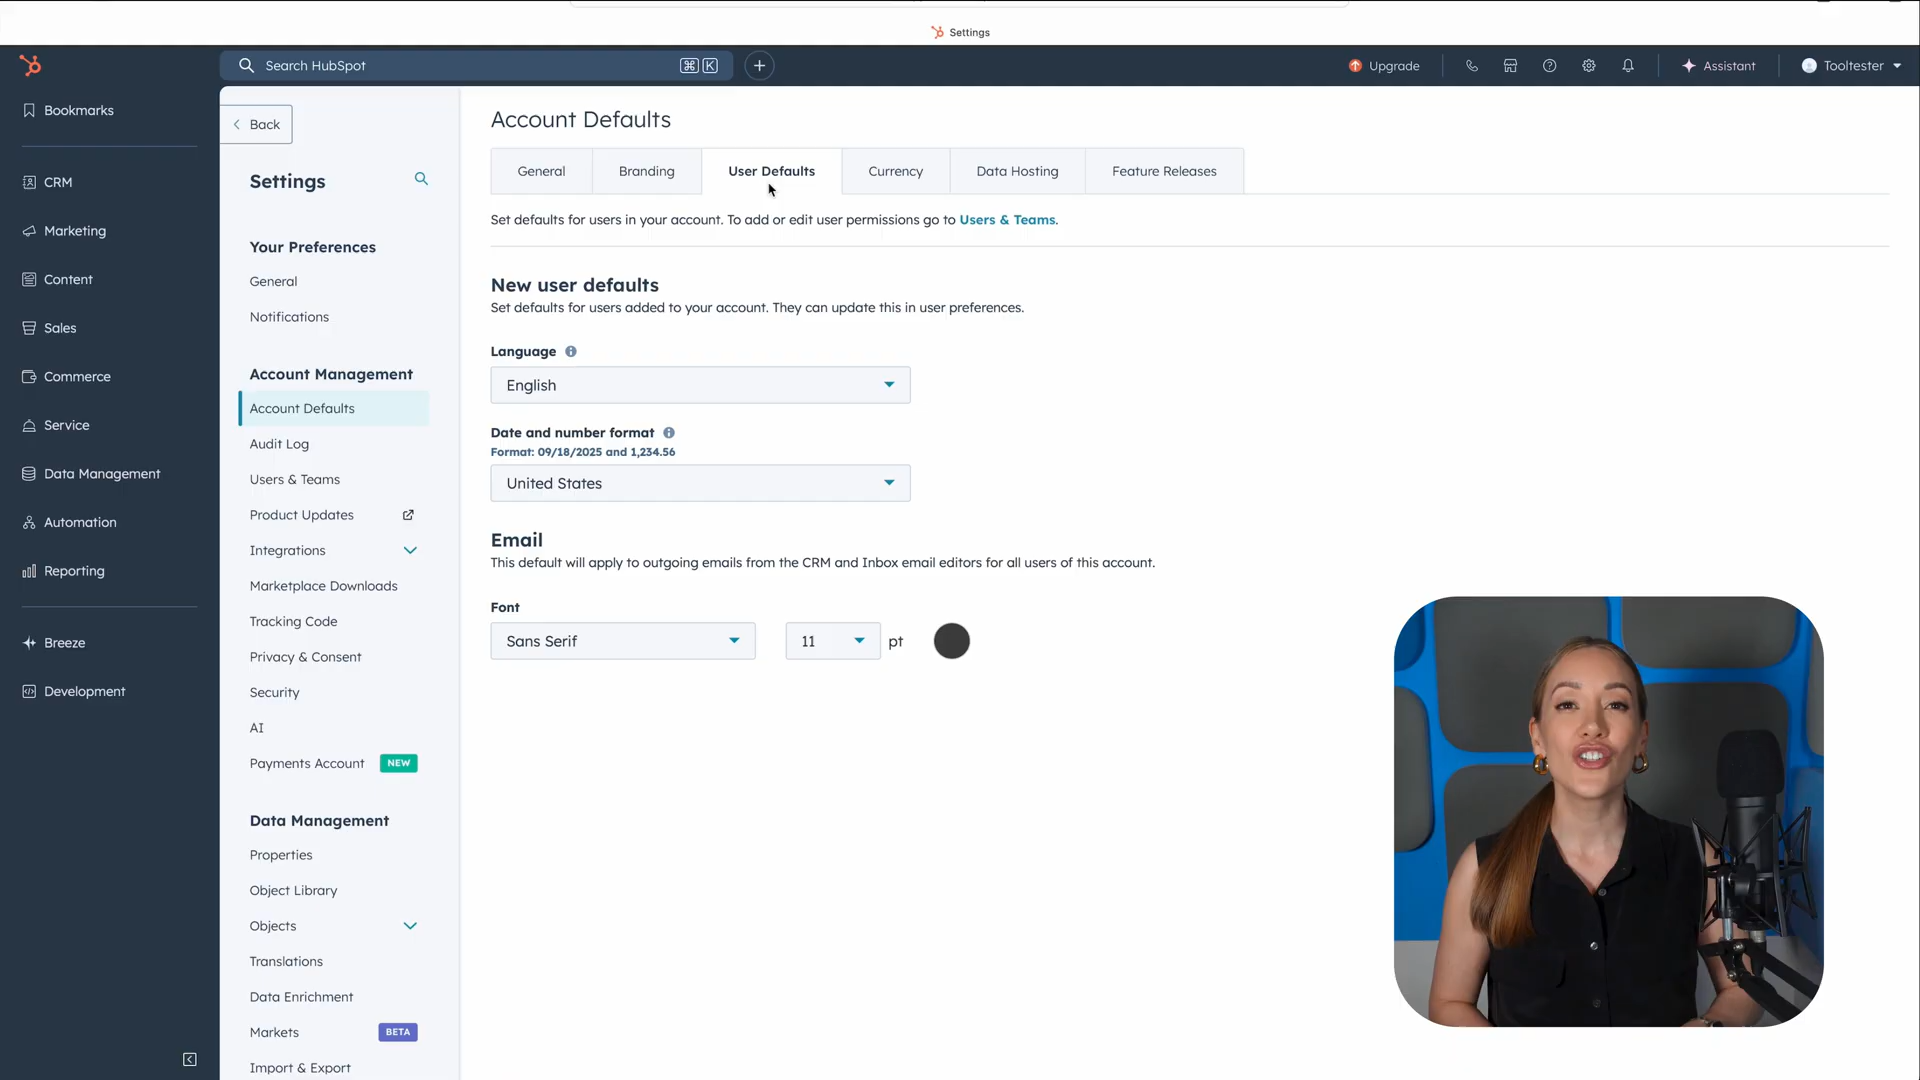 Settings
Search HubSpot
⌘ K
Upgrade
Assistant
Tooltester
Bookmarks
CRM
Marketing
Content
Sales
Commerce
Service
Data Management
Automation
Reporting
Breeze
Development
Back
Settings
Your Preferences
General
Notifications
Account Management
Account Defaults
Audit Log
Users & Teams
Product Updates
Integrations
Marketplace Downloads
Tracking Code
Privacy & Consent
Security
AI
Payments Account NEW
Data Management
Properties
Object Library
Objects
Translations
Data Enrichment
Markets BETA
Import & Export
Account Defaults
General Branding User Defaults Currency Data Hosting Feature Releases
Set defaults for users in your account. To add or edit user permissions go to Users & Teams.
New user defaults
Set defaults for users added to your account. They can update this in user preferences.
Language
English
Date and number format
Format: 09/18/2025 and 1,234.56
United States
Email
This default will apply to outgoing emails from the CRM and Inbox email editors for all users of this account.
Font
Sans Serif 11 pt